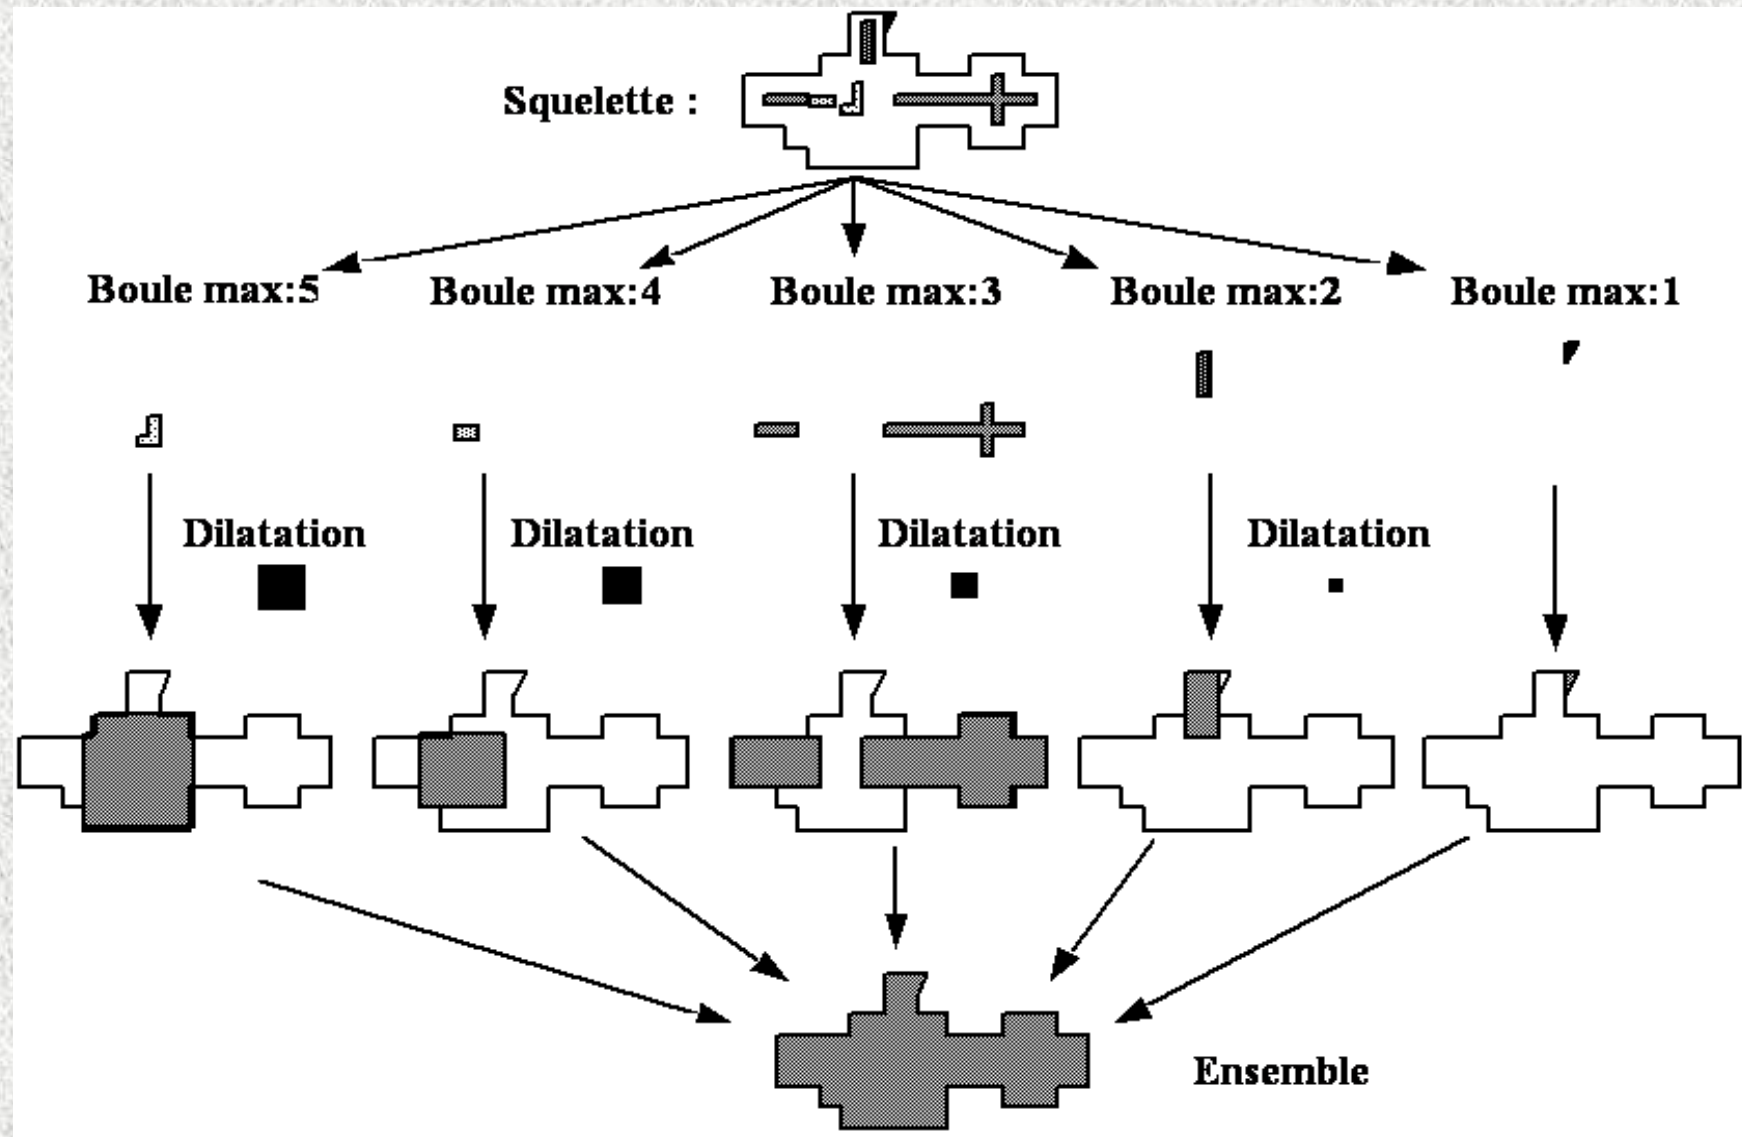 Squelette :
Boule max:5
Boule max:4
Boule max:3
Boule max:2
Boule max:1
Dilatation
Dilatation
Dilatation
Dilatation
Ensemble